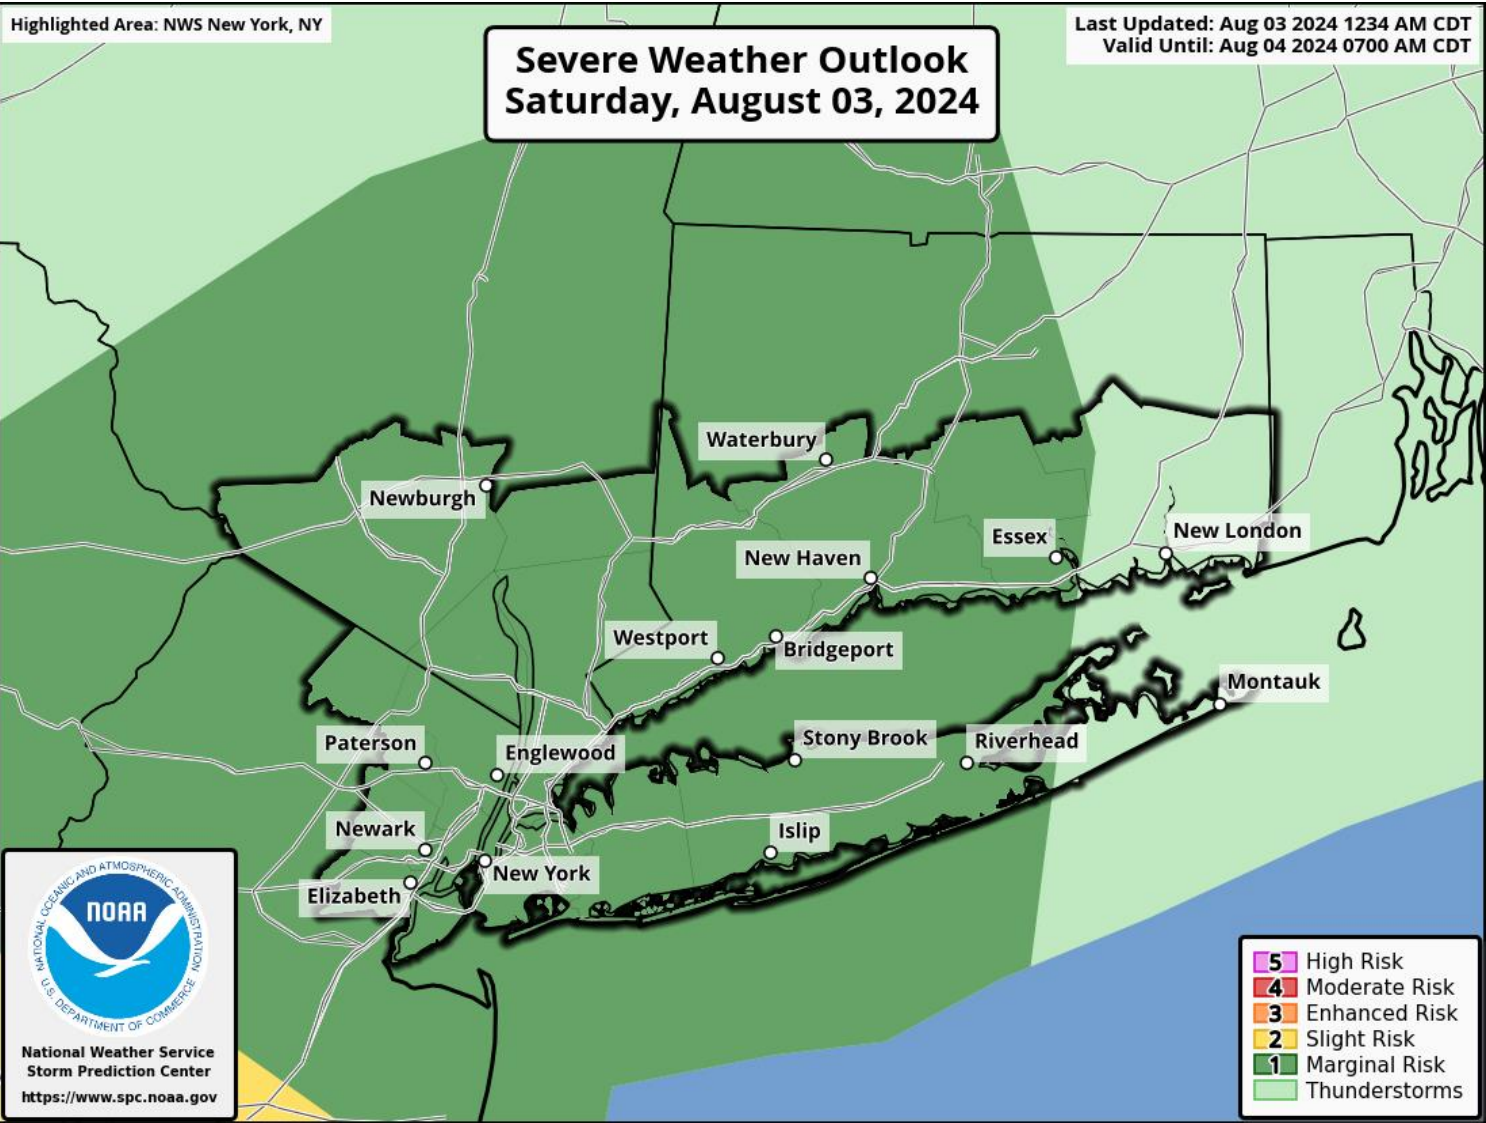 Highlighted Area: NWS New York, NY
Last Updated: Aug 03 2024 1234 AM CDT
Valid Until: Aug 04 2024 0700 AM CDT
Severe Weather Outlook
Saturday, August 03, 2024
Waterbury
Newburgh
Essex
New London
New Haven
Westport
Bridgeport
Montauk
Paterson
Englewood
Stony Brook
Riverhead
Newark
Islip
New York
Elizabeth
NATIONAL OCEANIC AND ATMOSPHERIC ADMINISTRATION
NOAA
U.S. DEPARTMENT OF COMMERCE
National Weather Service
Storm Prediction Center
https://www.spc.noaa.gov
5 High Risk
4 Moderate Risk
3 Enhanced Risk
2 Slight Risk
1 Marginal Risk
Thunderstorms